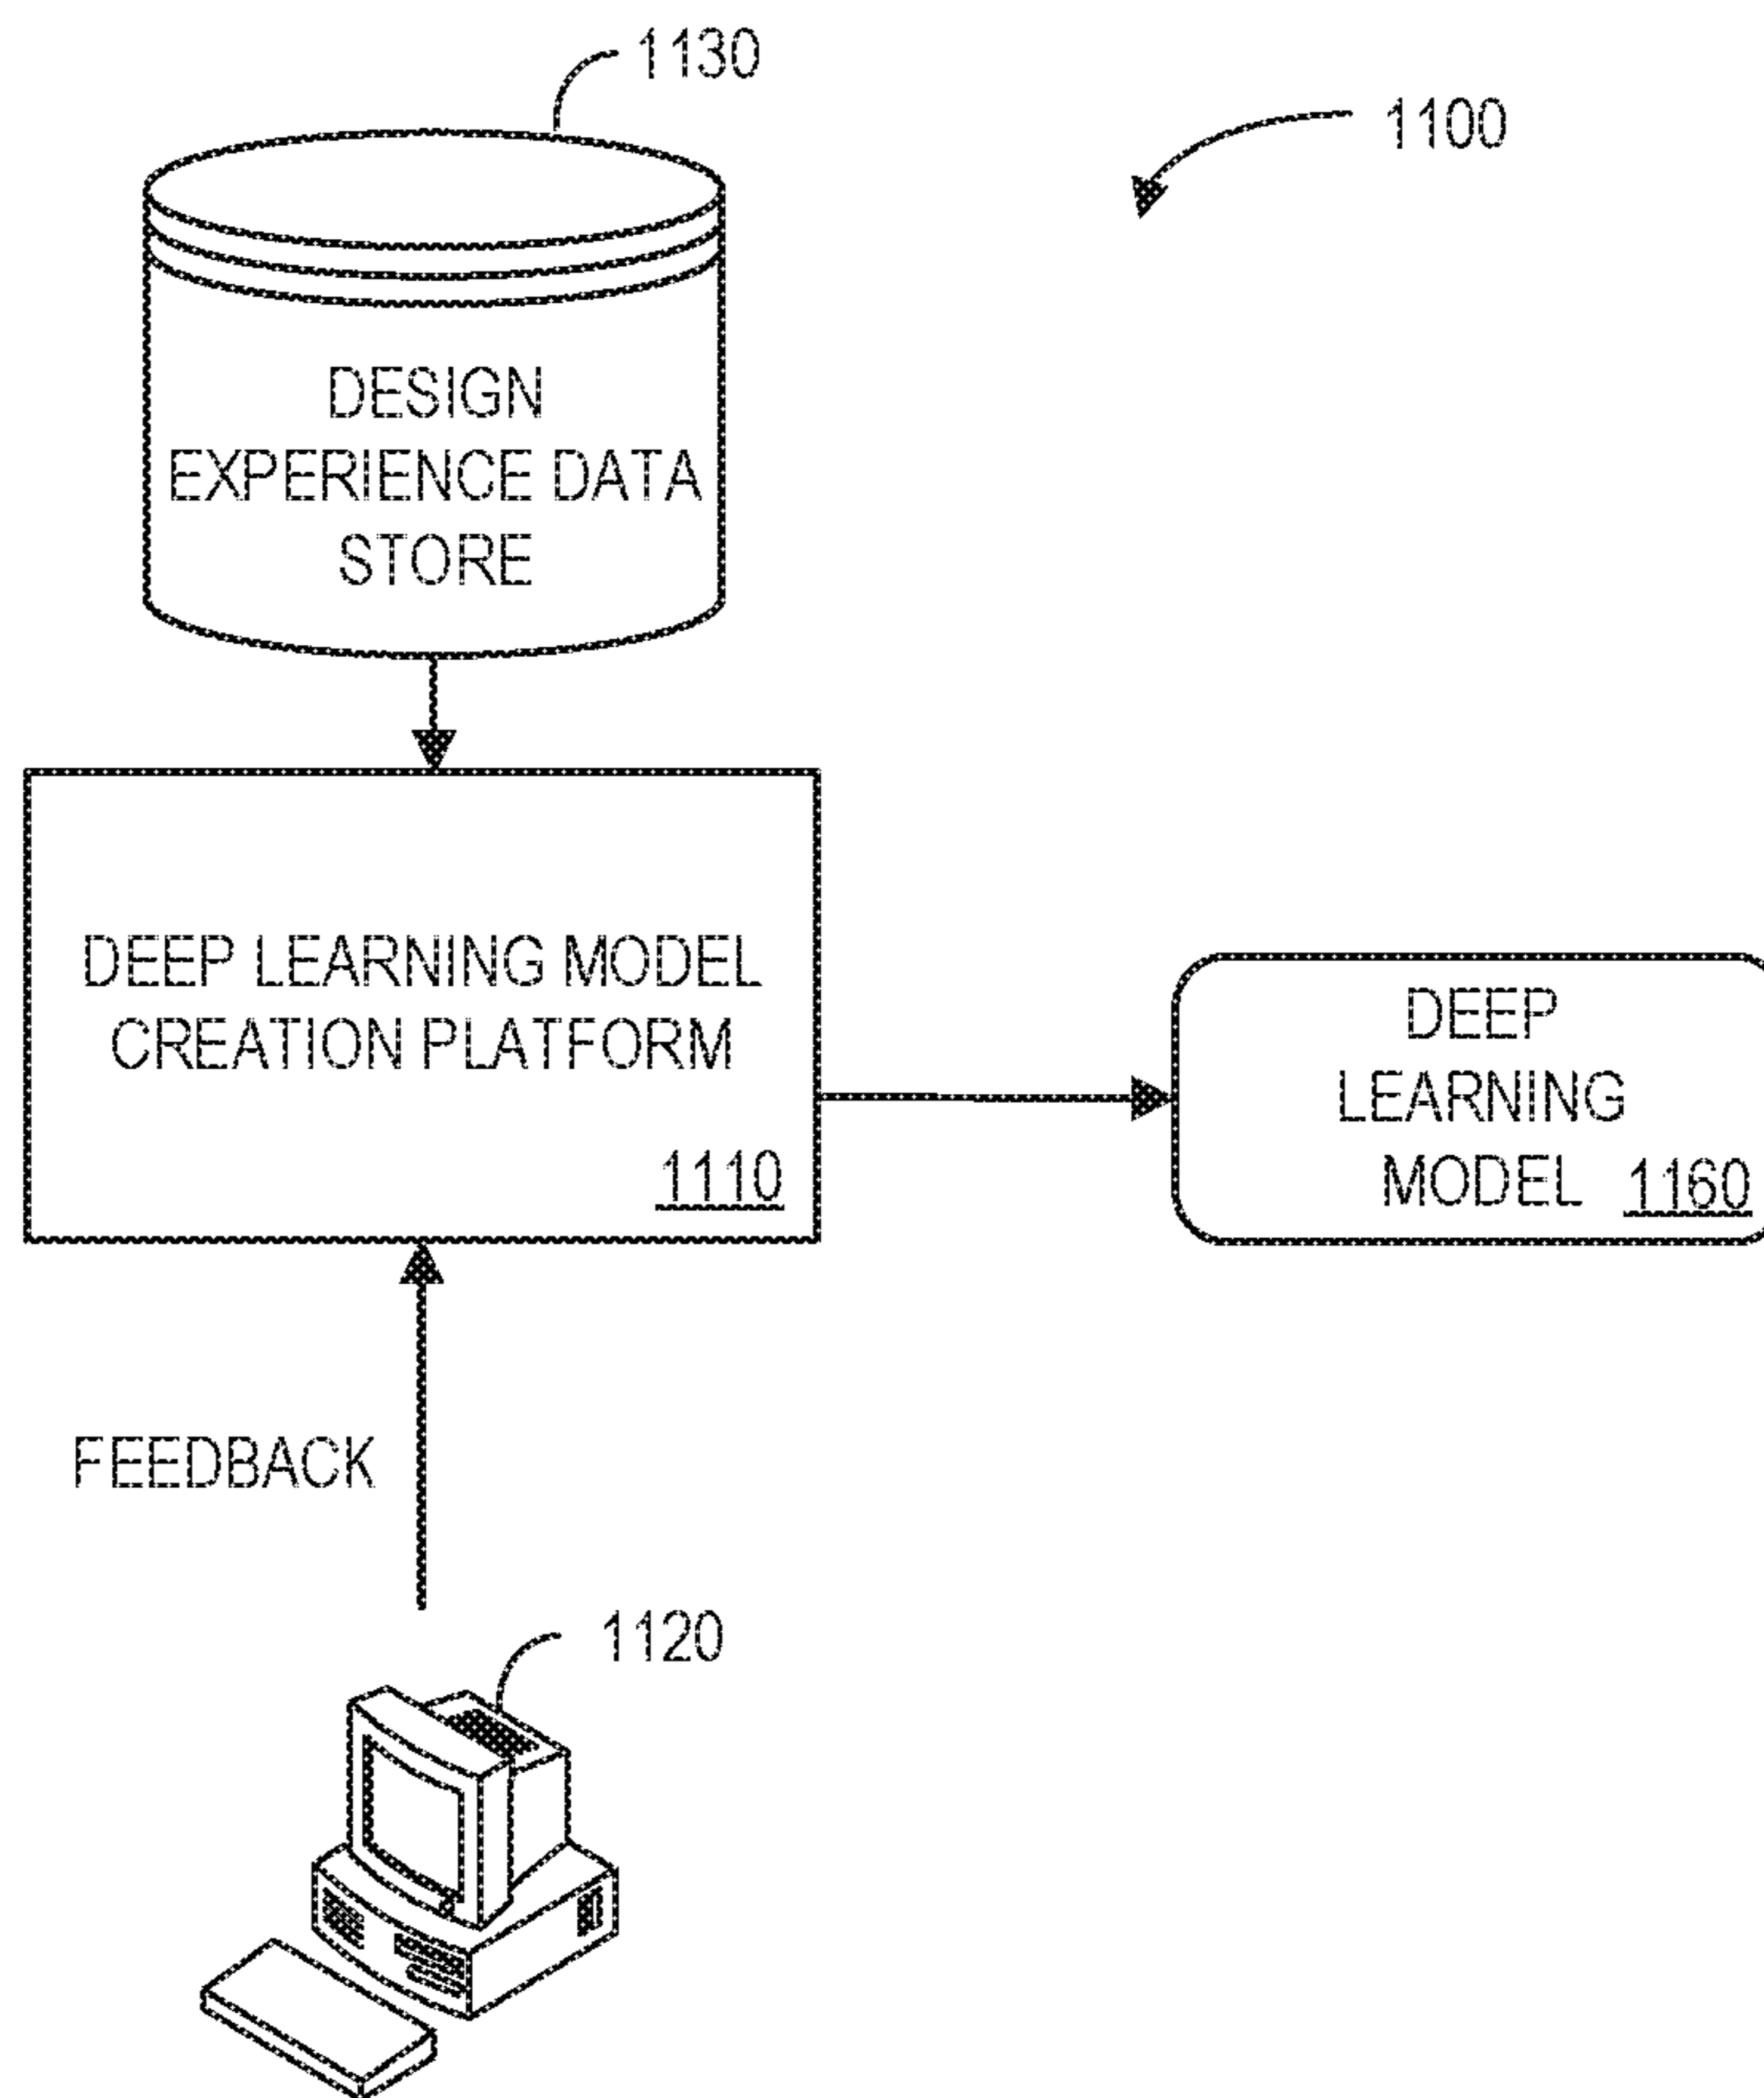 1130
1100
DESIGN
EXPERIENCE DATA
STORE
DEEP LEARNING MODEL
CREATION PLATFORM
1110
DEEP
LEARNING
MODEL 1160
FEEDBACK
1120